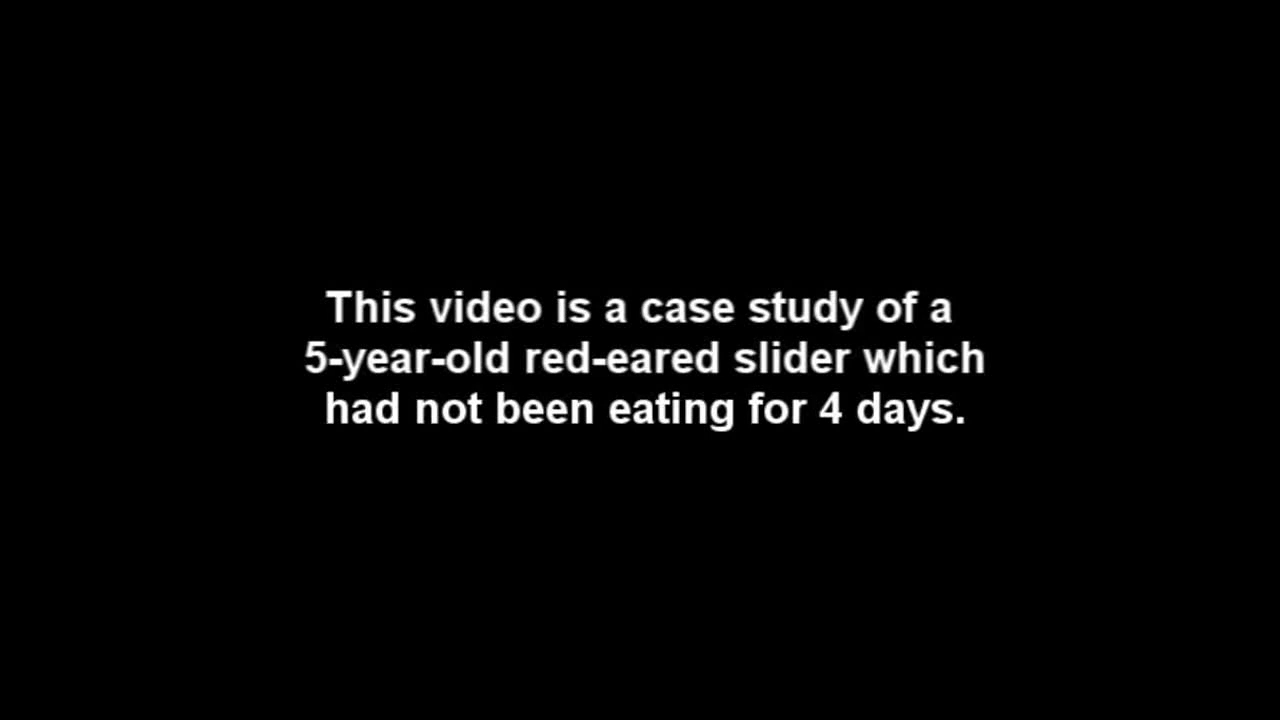 This video is a case study of a
5-year-old red-eared slider which
had not been eating for 4 days.